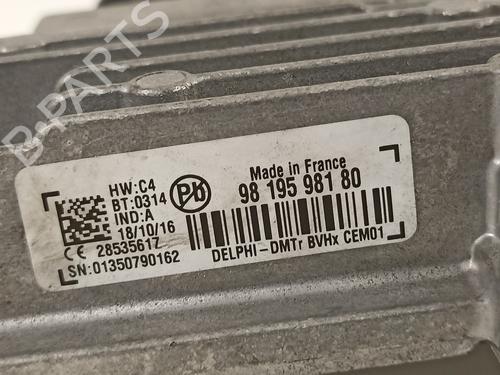 B-PARTS
HW:C4
BT:0314
IND:A
18/10/16
28535617
SN:01350790162
Pb
Made in France
98 195 981 80
DELPHI-DMTr BVHx CEM01